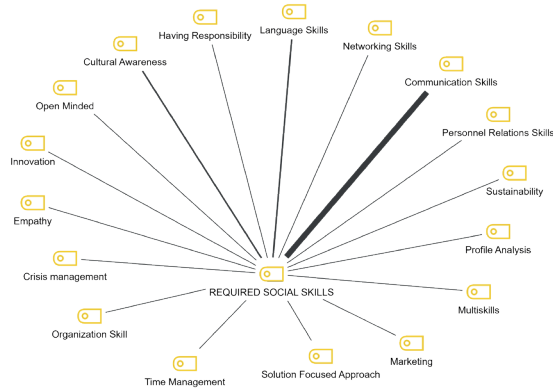 Language Skills
Having Responsibility
Networking Skills
Cultural Awareness
Communication Skills
Open Minded
Personnel Relations Skills
Innovation
Sustainability
Empathy
Profile Analysis
Crisis management
REQUIRED SOCIAL SKILLS
Multiskills
Organization Skill
Marketing
Solution Focused Approach
Time Management